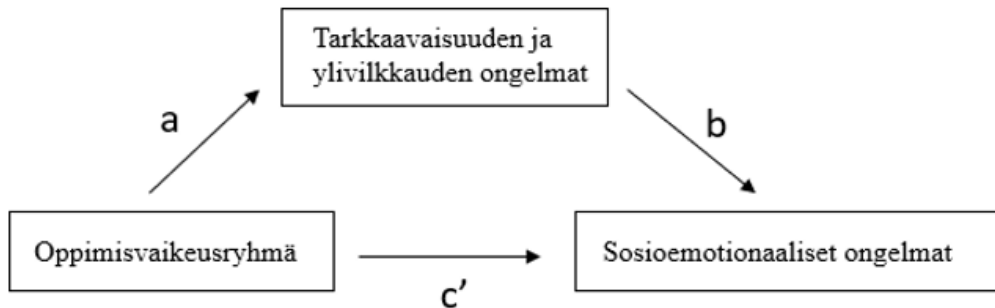 Tarkkaavaisuuden ja
ylivilkkauden ongelmat
a
b
Oppimisvaikeusryhmä
Sosioemotionaaliset ongelmat
c’